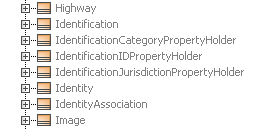 Highway
Identification
IdentificationCategoryPropertyHolder
IdentificationIDPropertyHolder
IdentificationJurisdictionPropertyHolder
Identity
IdentityAssociation
Image